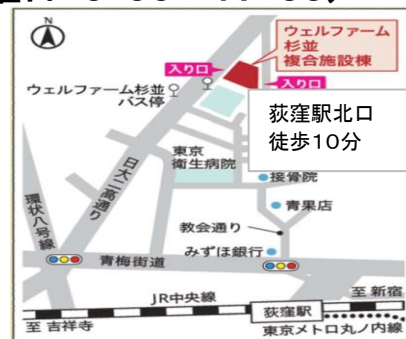 N
ウェルファーム
杉並
複合施設棟
入り口
入り口
ウェルファーム杉並
バス停
荻窪駅北口
徒歩10分
東京
衛生病院
接骨院
日大二高通り
青果店
環状八号線
教会通り
みずほ銀行
青梅街道
JR中央線
至 新宿
荻窪駅
至 吉祥寺
東京メトロ丸ノ内線